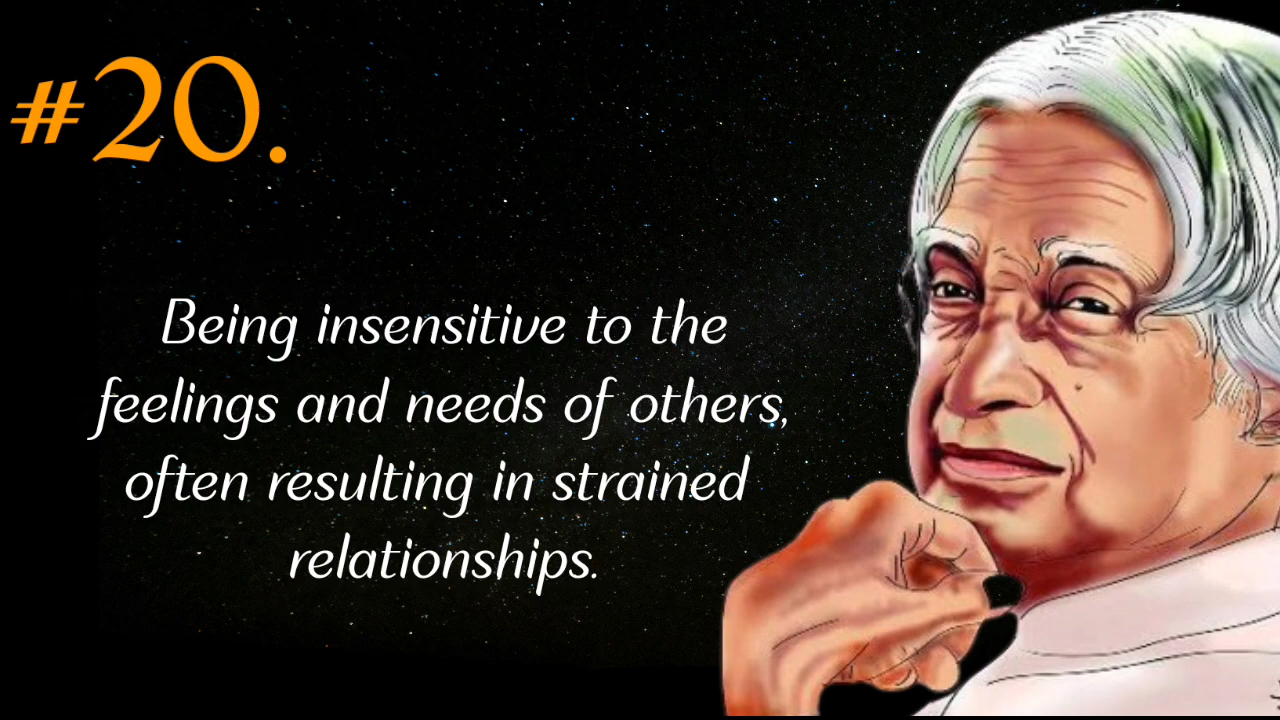 #20.
Being insensitive to the
feelings and needs of others,
often resulting in strained
relationships.